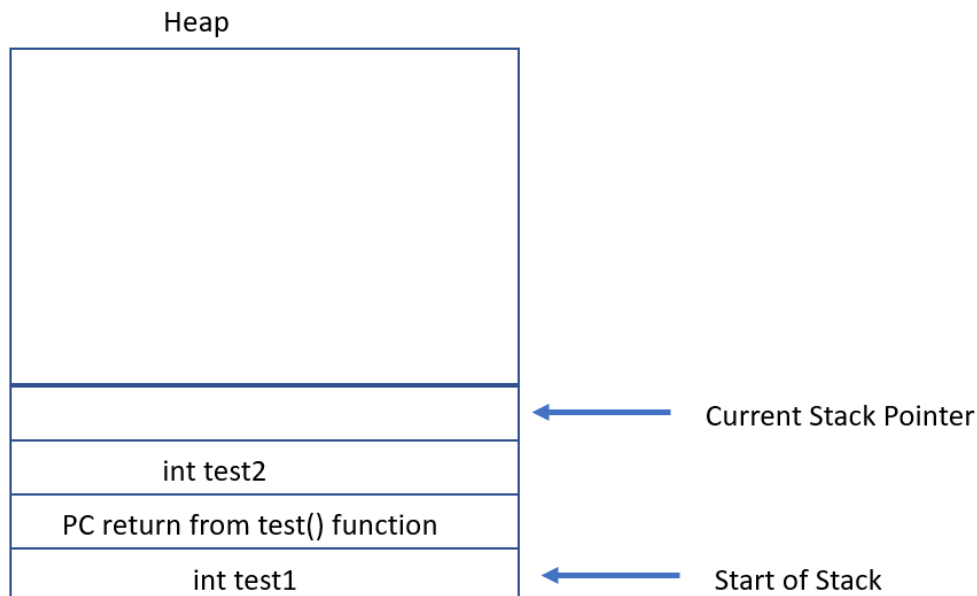 Heap
Current Stack Pointer
int test2
PC return from test() function
int test1
Start of Stack